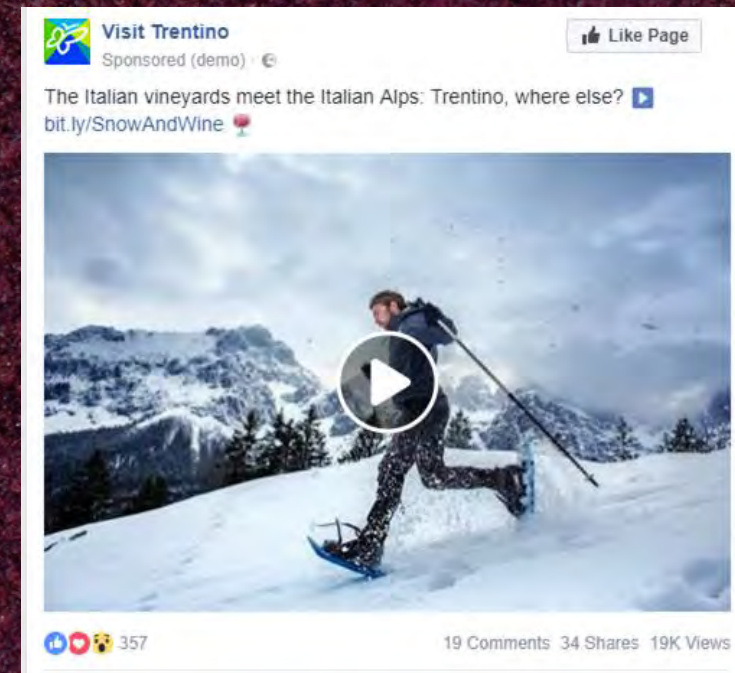 Visit Trentino
Like Page
Sponsored (demo) ·
The Italian vineyards meet the Italian Alps: Trentino, where else?
bit.ly/SnowAndWine
357
19 Comments 34 Shares 19K Views